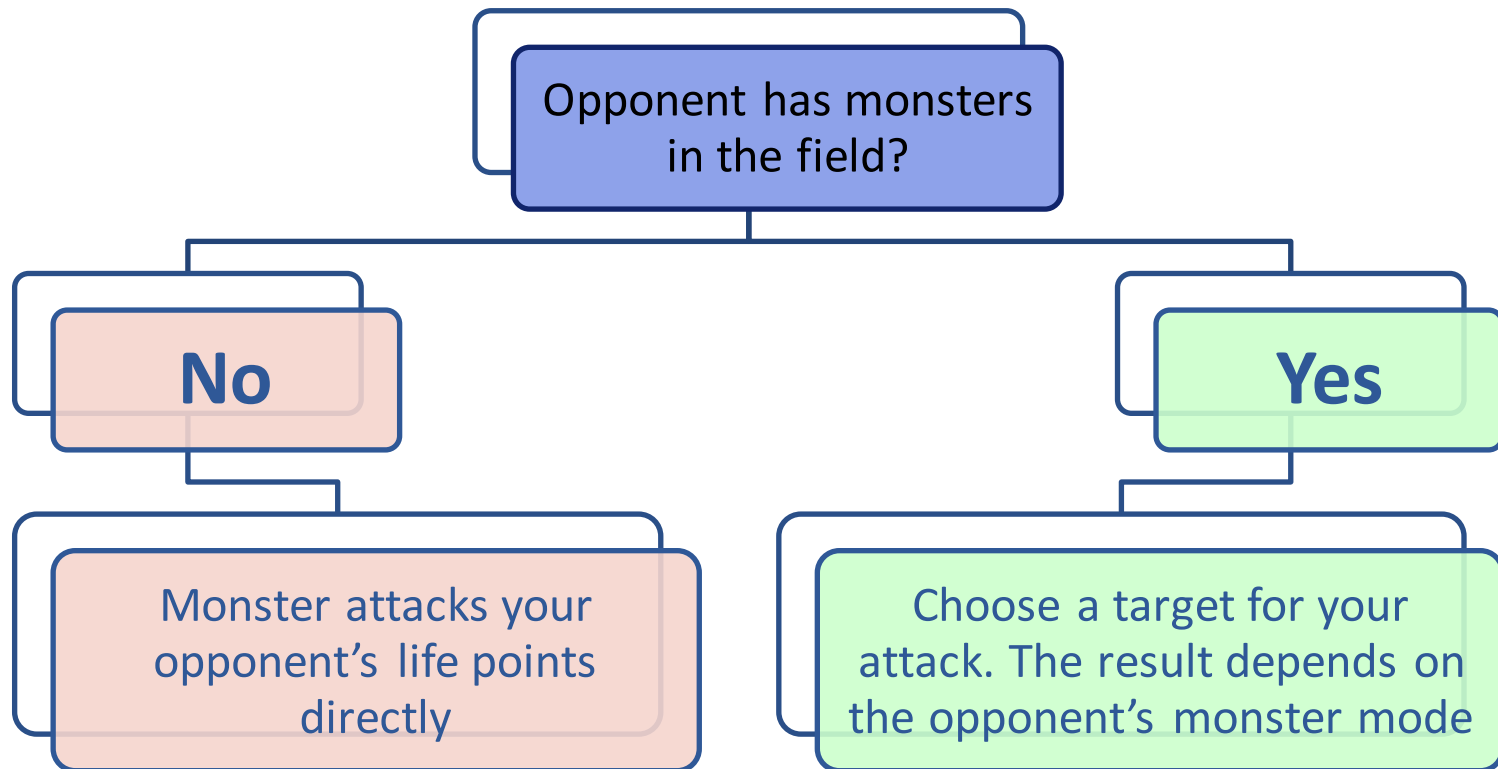 Opponent has monsters
in the field?
No
Yes
Monster attacks your
opponent’s life points
directly
Choose a target for your
attack. The result depends on
the opponent’s monster mode